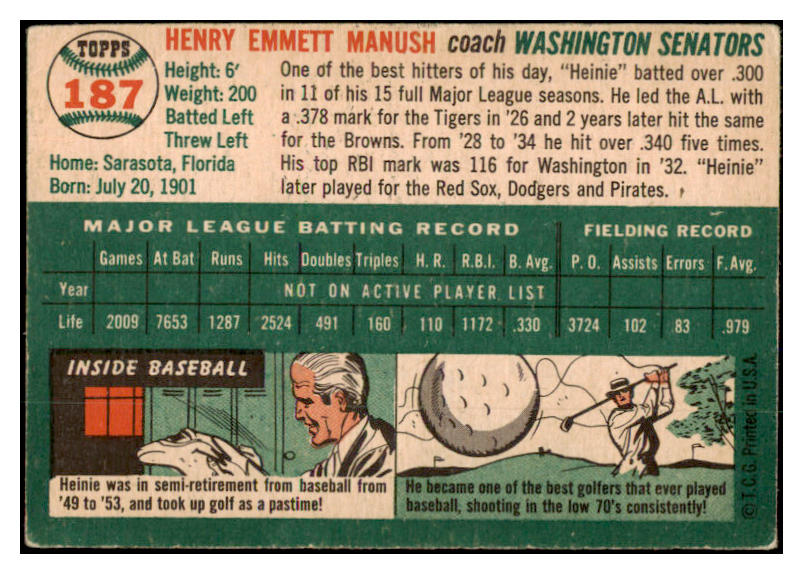 TOPPS
187
HENRY EMMETT MANUSH coach WASHINGTON SENATORS
Height: 6'
Weight: 200
Batted Left
Threw Left
Home: Sarasota, Florida
Born: July 20, 1901
One of the best hitters of his day, "Heinie" batted over .300
in 11 of his 15 full Major League seasons. He led the A.L. with
a .378 mark for the Tigers in '26 and 2 years later hit the same
for the Browns. From '28 to '34 he hit over .340 five times.
His top RBI mark was 116 for Washington in '32. "Heinie"
later played for the Red Sox, Dodgers and Pirates.
MAJOR LEAGUE BATTING RECORD FIELDING RECORD
Games At Bat Runs Hits Doubles Triples H. R. R.B.I. B. Avg. P. O. Assists Errors F. Avg.
Year NOT ON ACTIVE PLAYER LIST
Life 2009 7653 1287 2524 491 160 110 1172 .330 3724 102 83 .979
INSIDE BASEBALL
Heinie was in semi-retirement from baseball from
'49 to '53, and took up golf as a pastime!
He became one of the best golfers that ever played
baseball, shooting in the low 70's consistently!
© T.C.G. Printed in U.S.A.